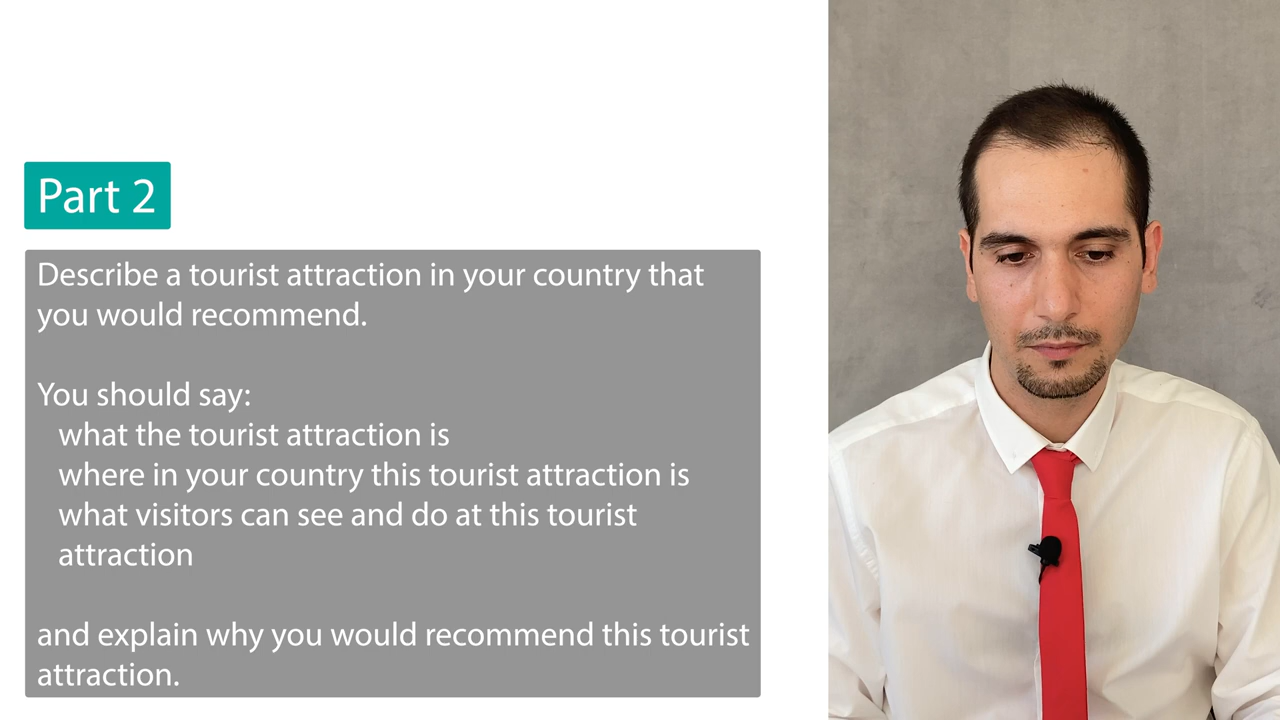 Part 2
Describe a tourist attraction in your country that
you would recommend.
You should say:
what the tourist attraction is
where in your country this tourist attraction is
what visitors can see and do at this tourist
attraction
and explain why you would recommend this tourist
attraction.